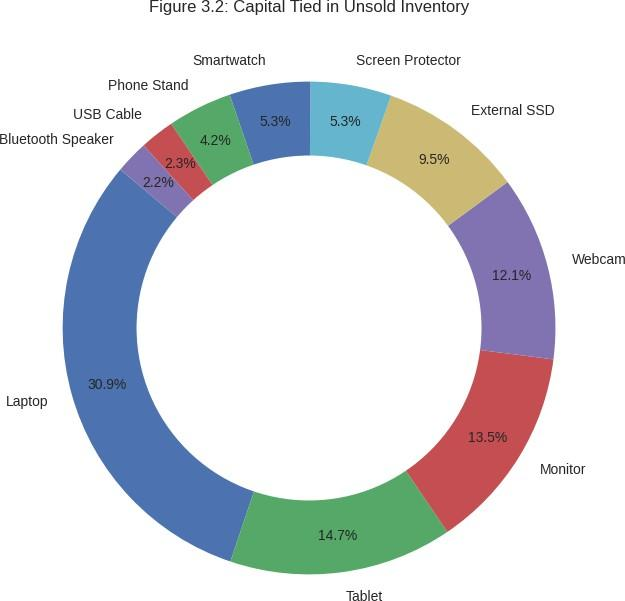 Figure 3.2: Capital Tied in Unsold Inventory
Smartwatch
Screen Protector
Phone Stand
External SSD
USB Cable
Bluetooth Speaker
5.3%
5.3%
4.2%
9.5%
2.3%
2.2%
Webcam
12.1%
30.9%
Laptop
13.5%
Monitor
14.7%
Tablet